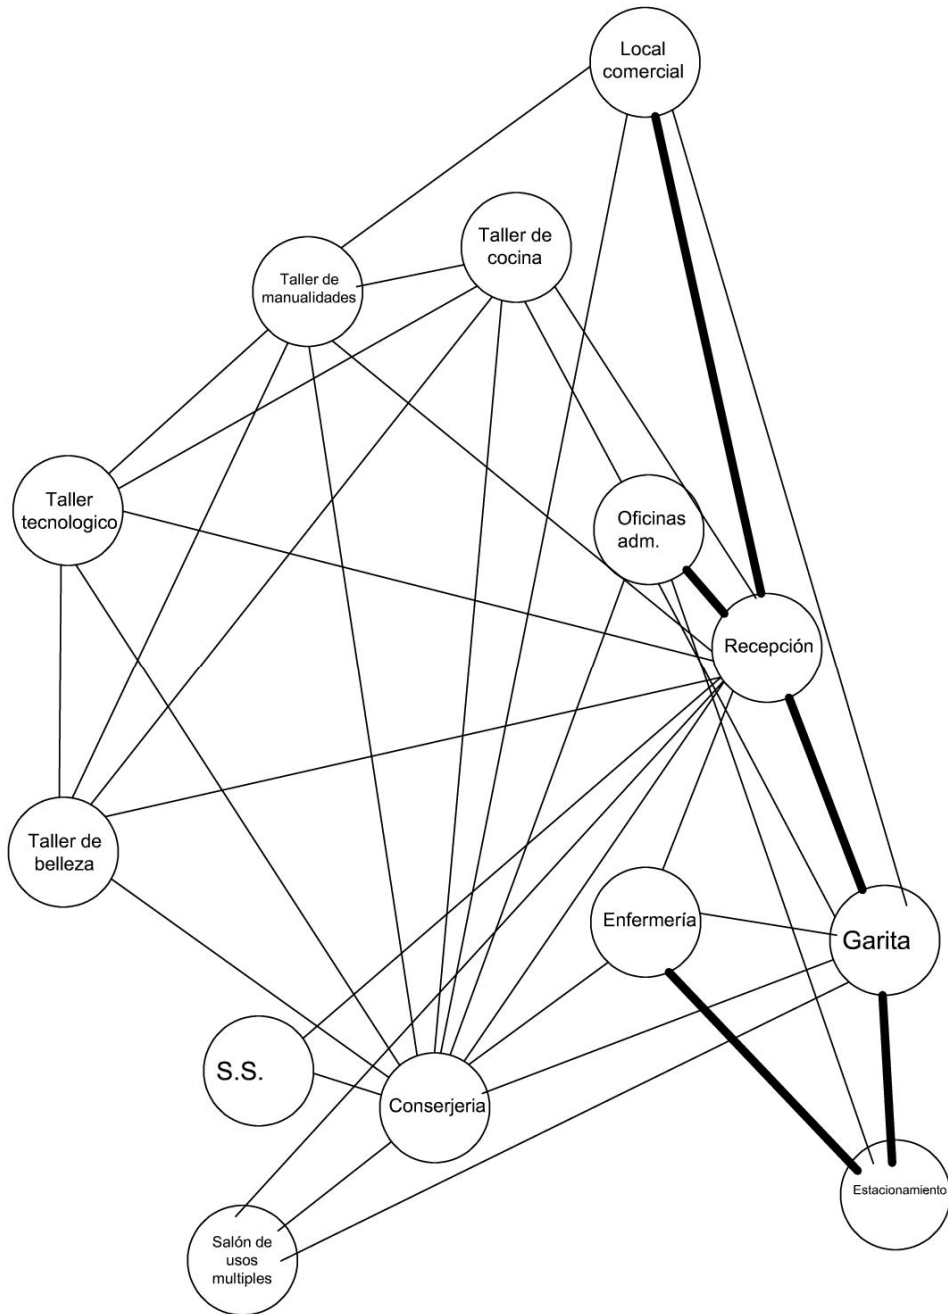 Local
comercial
Taller de
cocina
Taller de
manualidades
Taller
tecnologico
Oficinas
adm.
Recepción
Taller de
belleza
Enfermería
Garita
S.S.
Conserjeria
Estacionamiento
Salón de
usos
multiples